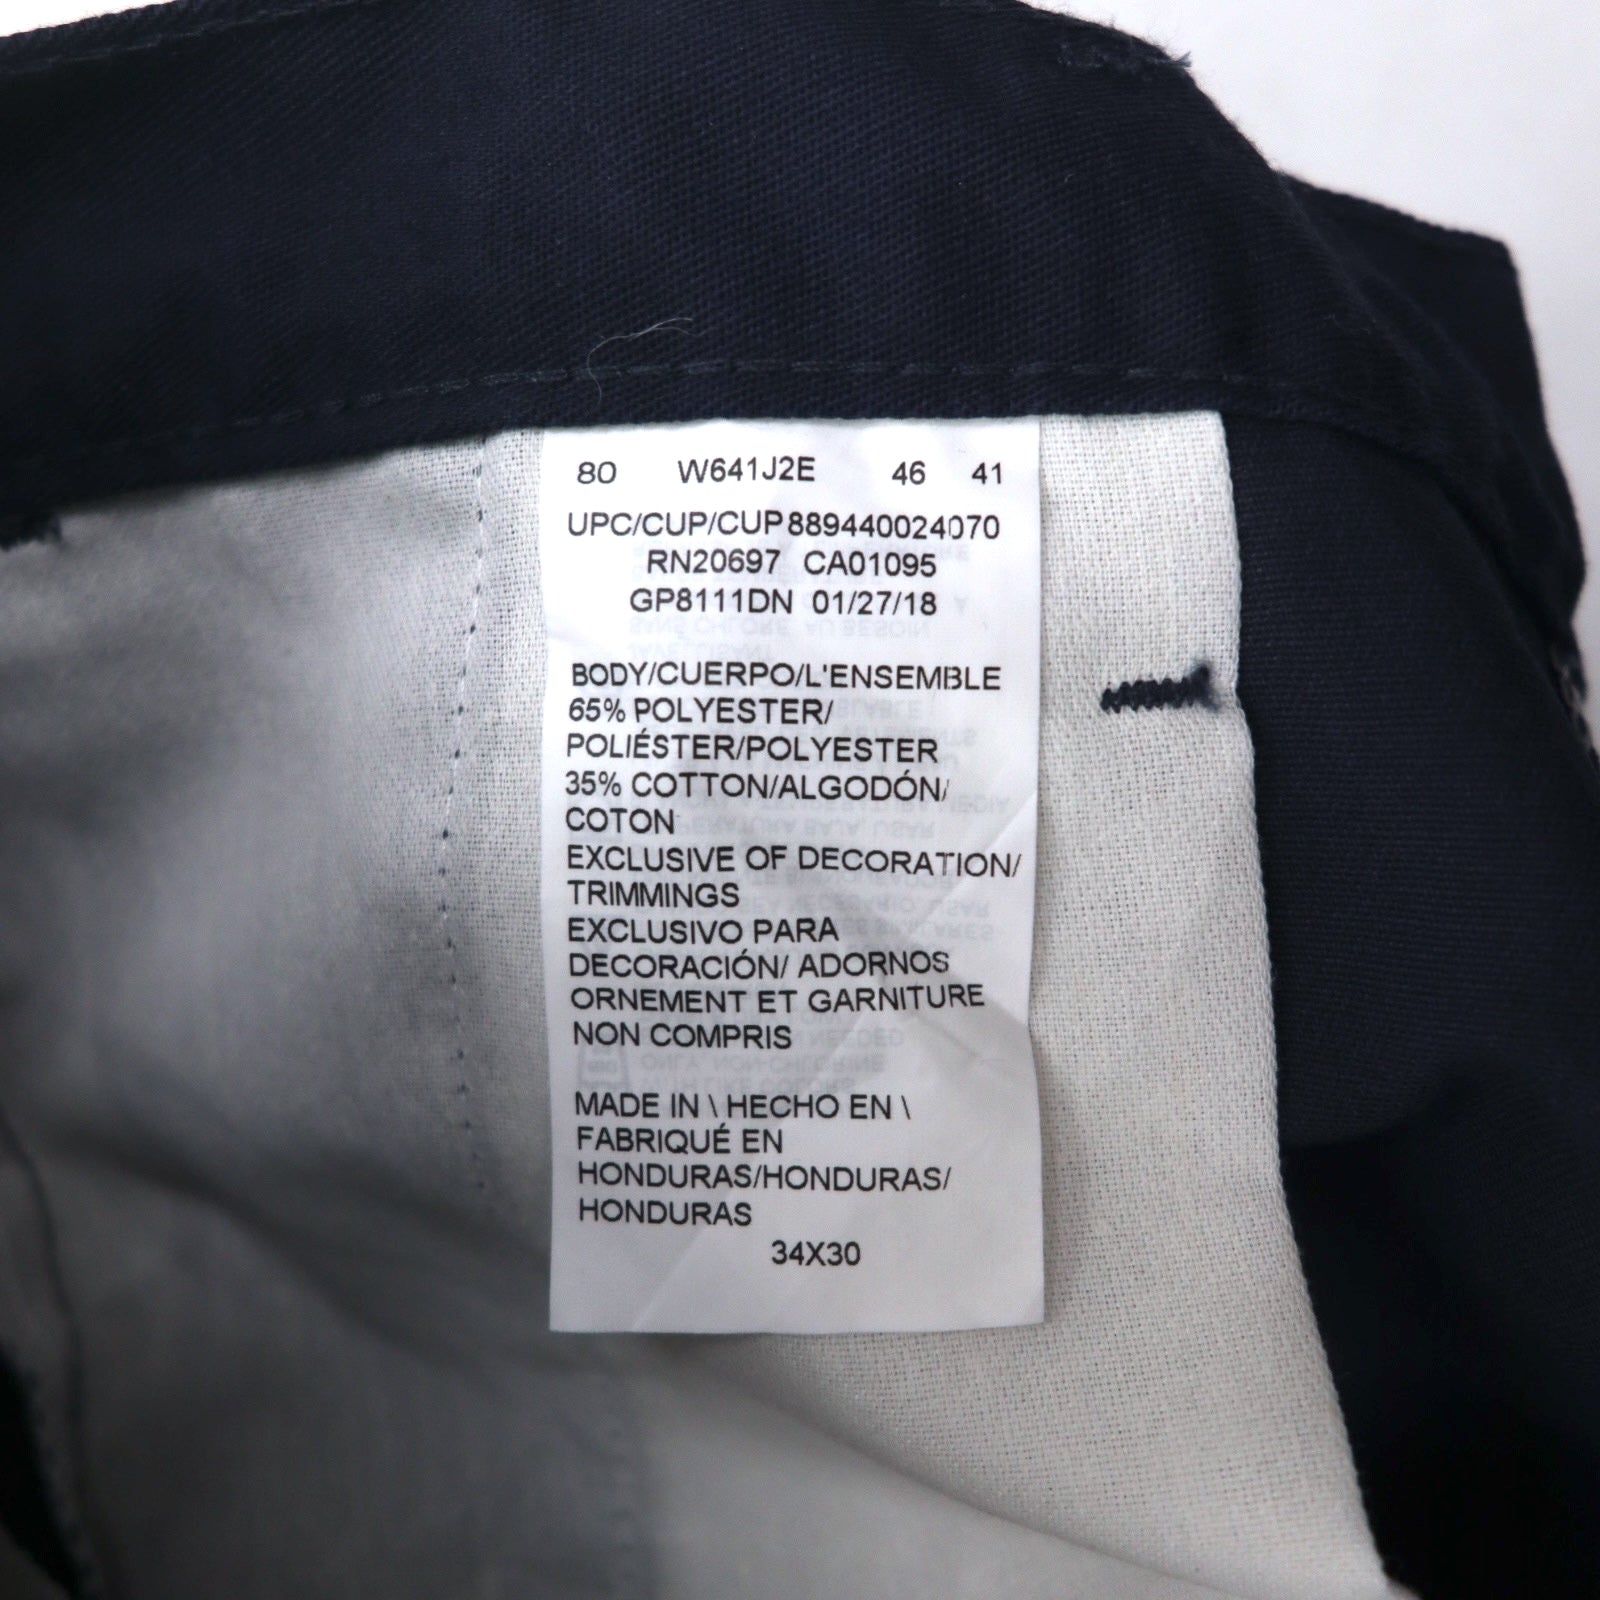 80 W641J2E 46 41
UPC/CUP/CUP 889440024070
RN20697 CA01095
GP8111DN 01/27/18
BODY/CUERPO/L'ENSEMBLE
65% POLYESTER/
POLIÉSTER/POLYESTER
35% COTTON/ALGODÓN/
COTON
EXCLUSIVE OF DECORATION/
TRIMMINGS
EXCLUSIVO PARA
DECORACIÓN/ ADORNOS
ORNEMENT ET GARNITURE
NON COMPRIS
MADE IN \ HECHO EN \
FABRIQUÉ EN
HONDURAS/HONDURAS/
HONDURAS
34X30